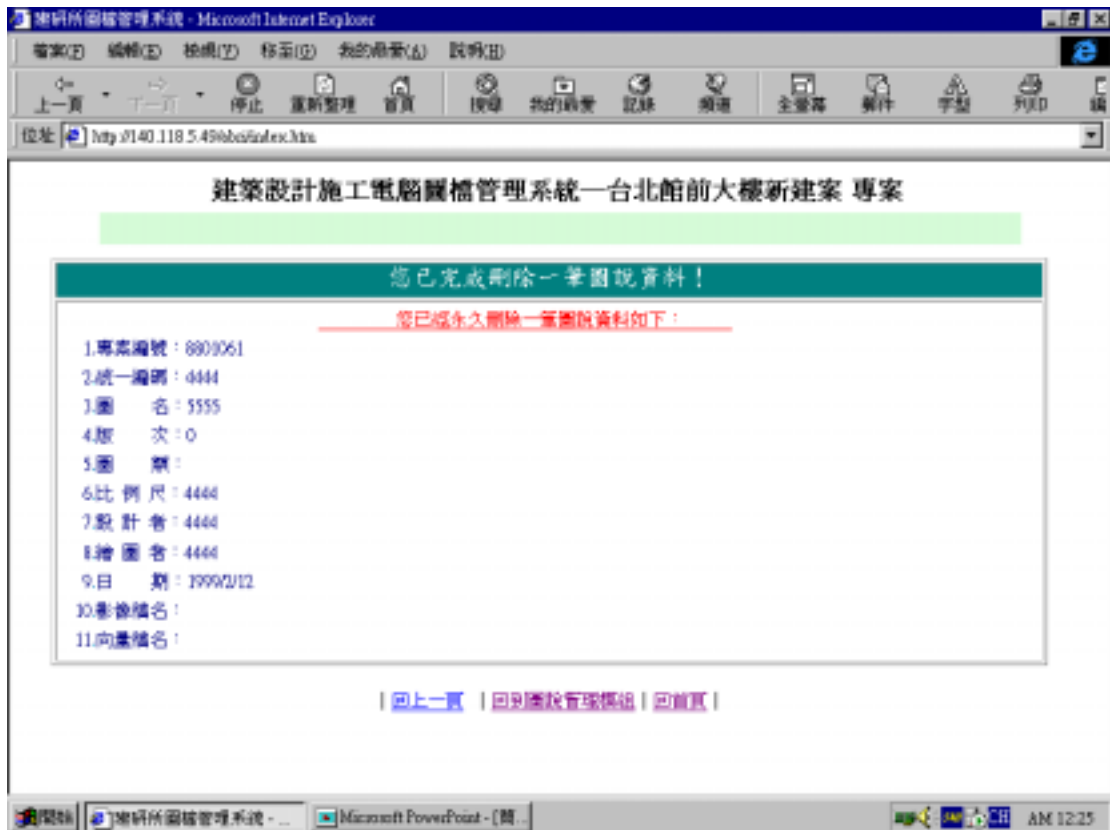 建研所圖檔管理系統 - Microsoft Internet Explorer
檔案(F) 編輯(E) 檢視(V) 移至(G) 我的最愛(A) 說明(H)
上一頁 下一頁 停止 重新整理 首頁 搜尋 我的最愛 記錄 頻道 全螢幕 郵件 字型 列印 編
位址 http://140.118.5.49/abri/index.htm
建築設計施工電腦圖檔管理系統—台北館前大樓新建案 專案
您已完成刪除一筆圖說資料！
您已經永久刪除一筆圖說資料如下：
1.專案編號：8801061
2.統一編碼：4444
3.圖 名：5555
4.版 次：0
5.圖 類：
6.比 例 尺：4444
7.設 計 者：4444
8.繪 圖 者：4444
9.日 期：1999/2/12
10.影像檔名：
11.向量檔名：
| 回上一頁 | 回到圖說管理模組 | 回首頁 |
開始 建研所圖檔管理系統 - ... Microsoft PowerPoint - [簡... CH AM 12:25